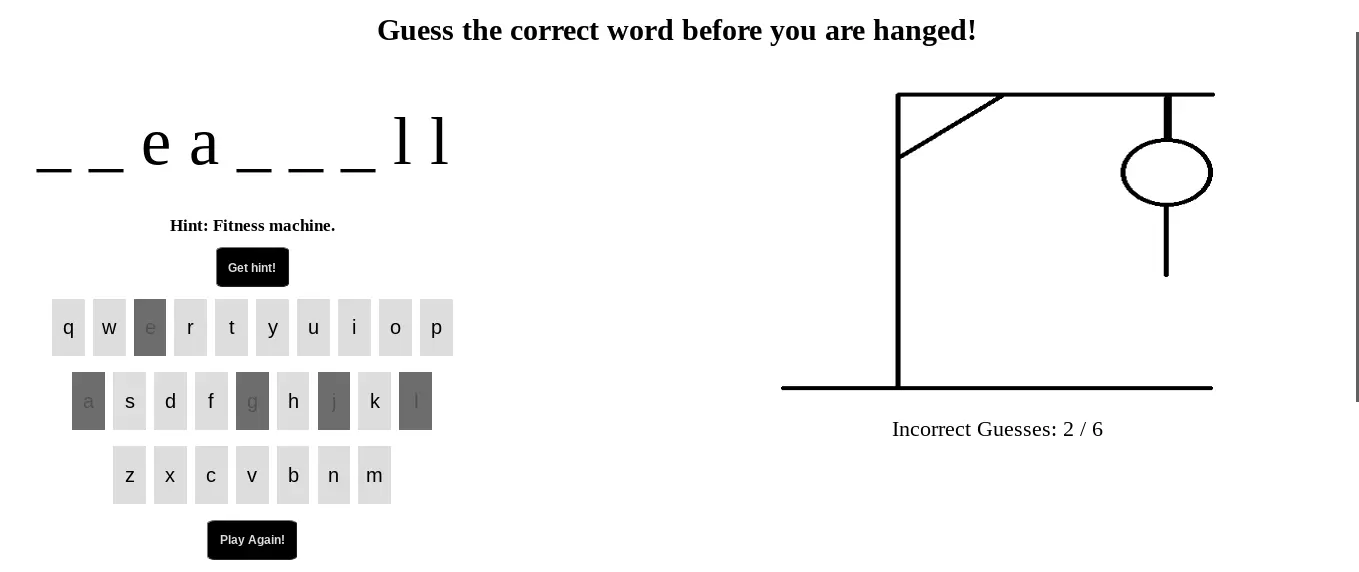 Guess the correct word before you are hanged!
_ _ e a _ _ _ l l
Hint: Fitness machine.
Get hint!
q w e r t y u i o p
a s d f g h j k l
z x c v b n m
Play Again!
Incorrect Guesses: 2 / 6